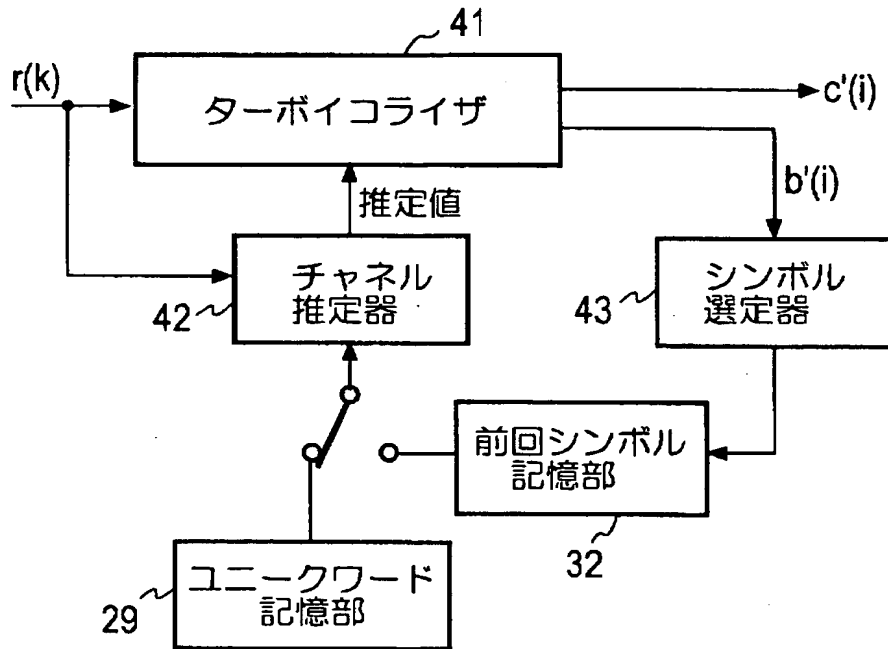 41
r(k)
ターボイコライザ
c'(i)
b'(i)
推定値
チャネル
推定器
42
シンボル
選定器
43
前回シンボル
記憶部
32
ユニークワード
記憶部
29